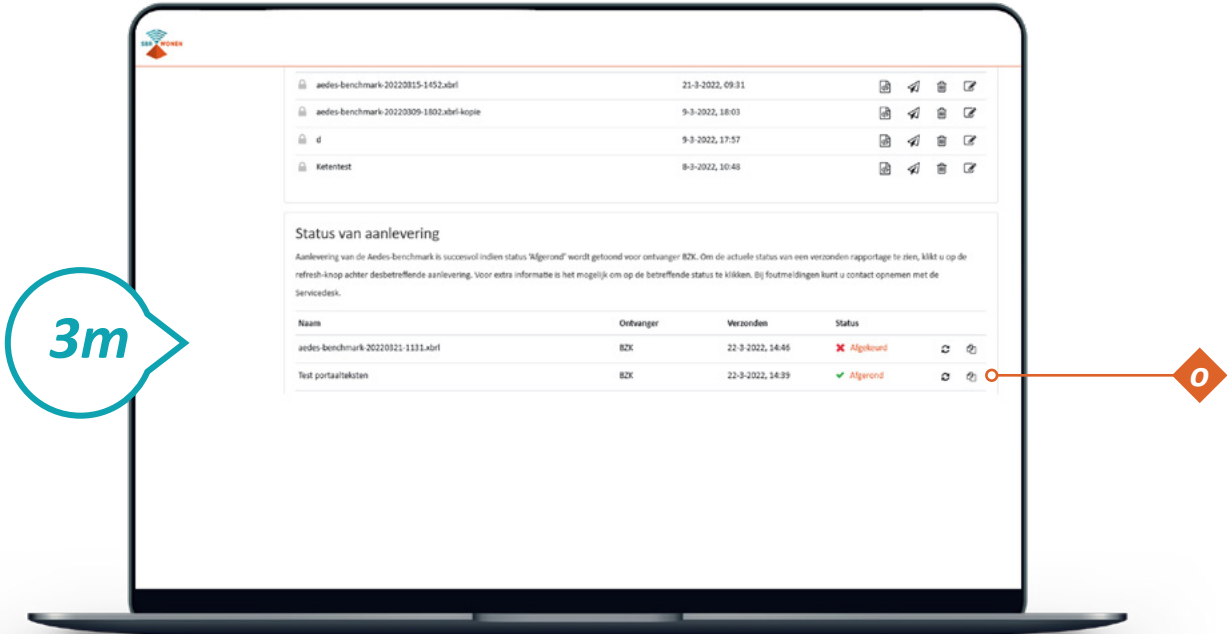 SBR WONEN
aedes-benchmark-20220315-1452.xbrl 21-3-2022, 09:31
aedes-benchmark-20220309-1802.xbrl-kopie 9-3-2022, 18:03
d 9-3-2022, 17:57
Ketentest 8-3-2022, 10:48
Status van aanlevering
Aanlevering van de Aedes-benchmark is succesvol indien status 'Afgerond' wordt getoond voor ontvanger BZK. Om de actuele status van een verzonden rapportage te zien, klikt u op de
refresh-knop achter desbetreffende aanlevering. Voor extra informatie is het mogelijk om op de betreffende status te klikken. Bij foutmeldingen kunt u contact opnemen met de
Servicedesk.
Naam Ontvanger Verzonden Status
aedes-benchmark-20220321-1131.xbrl BZK 22-3-2022, 14:46 Afgekeurd
Test portaalteksten BZK 22-3-2022, 14:39 Afgerond
3m
o